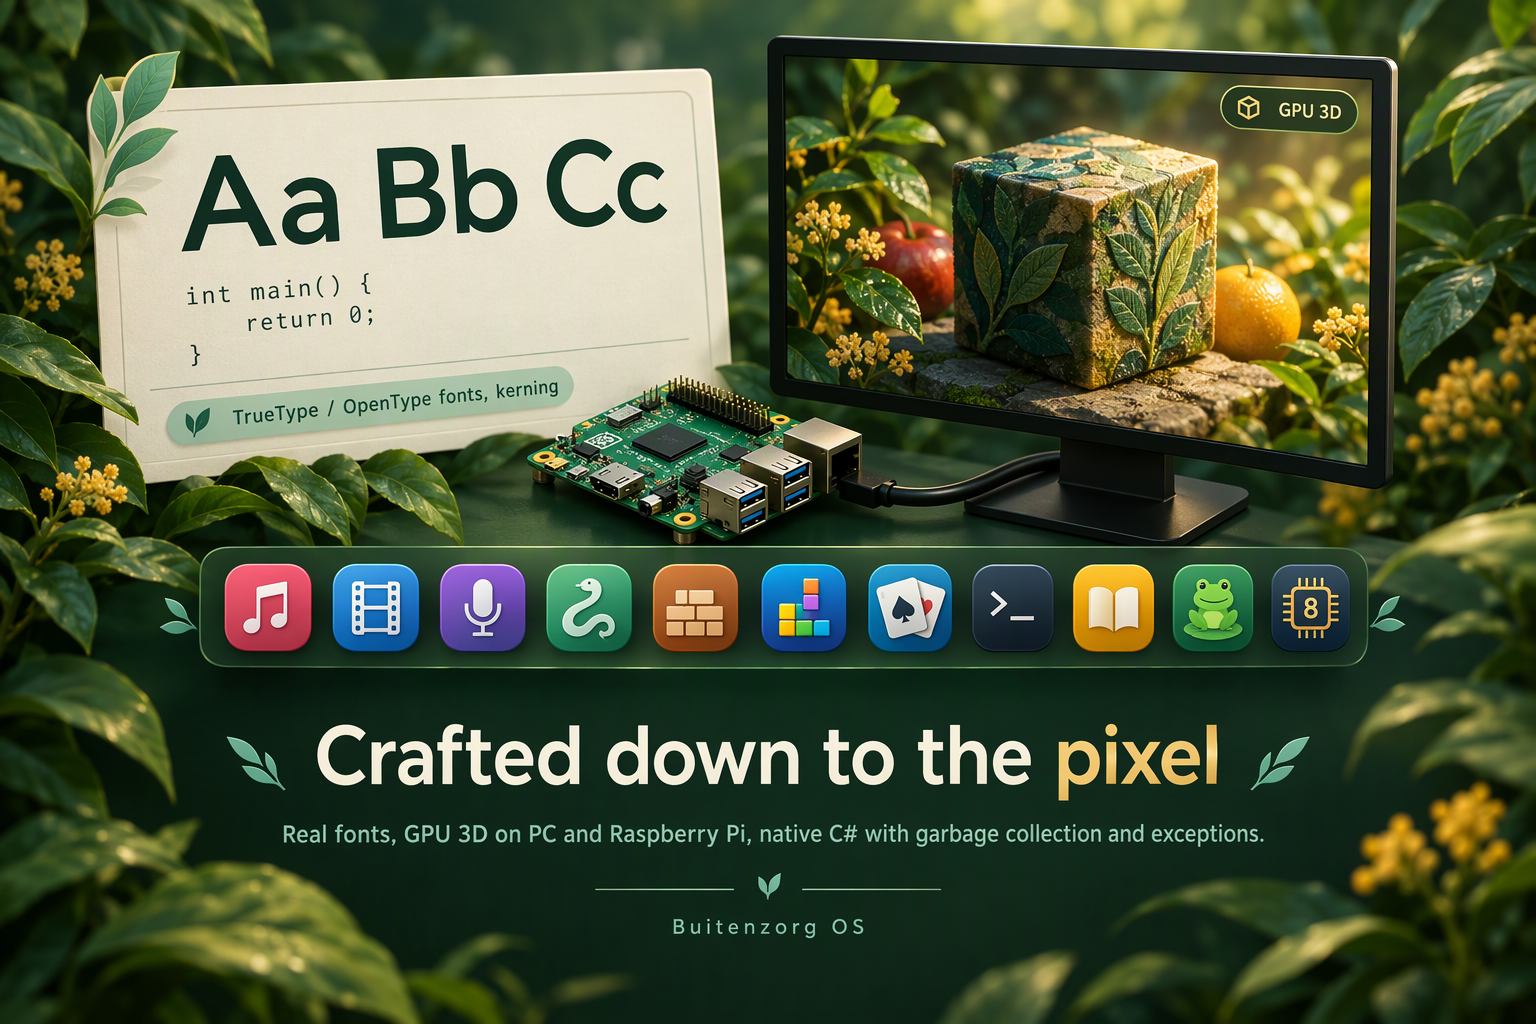 Aa Bb Cc
int main() {
    return 0;
}
TrueType / OpenType fonts, kerning
GPU 3D
>_
8
Crafted down to the pixel
Real fonts, GPU 3D on PC and Raspberry Pi, native C# with garbage collection and exceptions.
Buitenzorg OS